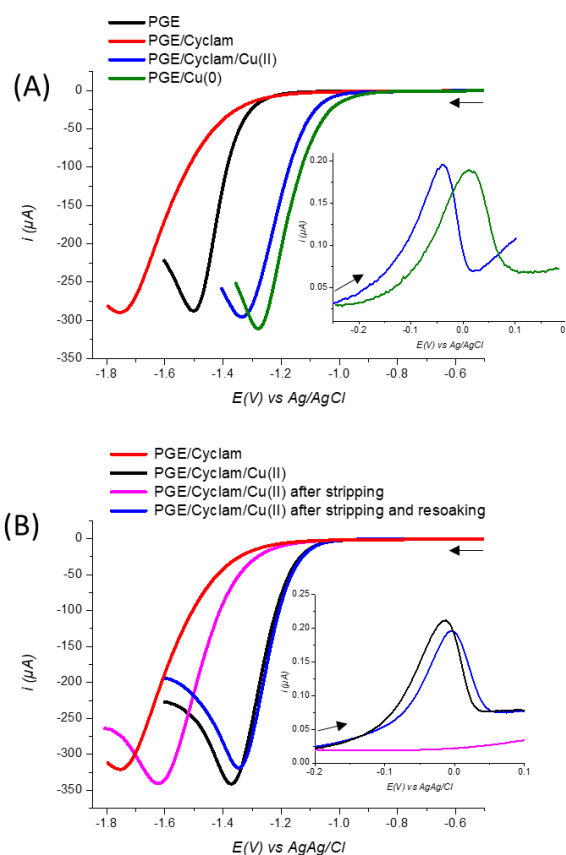 (A)
PGE
PGE/Cyclam
PGE/Cyclam/Cu(II)
PGE/Cu(0)
0
-50
-100
-150
-200
-250
-300
-350
i (µA)
-1.8 -1.6 -1.4 -1.2 -1.0 -0.8 -0.6
E(V) vs Ag/AgCl
0.20
0.15
0.10
0.05
i (µA)
-0.2 -0.1 0.0 0.1 0.2
E(V) vs Ag/AgCl
(B)
PGE/Cyclam
PGE/Cyclam/Cu(II)
PGE/Cyclam/Cu(II) after stripping
PGE/Cyclam/Cu(II) after stripping and resoaking
0
-50
-100
-150
-200
-250
-300
-350
i (µA)
-1.8 -1.6 -1.4 -1.2 -1.0 -0.8 -0.6
E(V) vs AgAg/Cl
0.25
0.20
0.15
0.10
0.05
0.00
i (µA)
-0.2 -0.1 0.0 0.1
E(V) vs AgAg/Cl